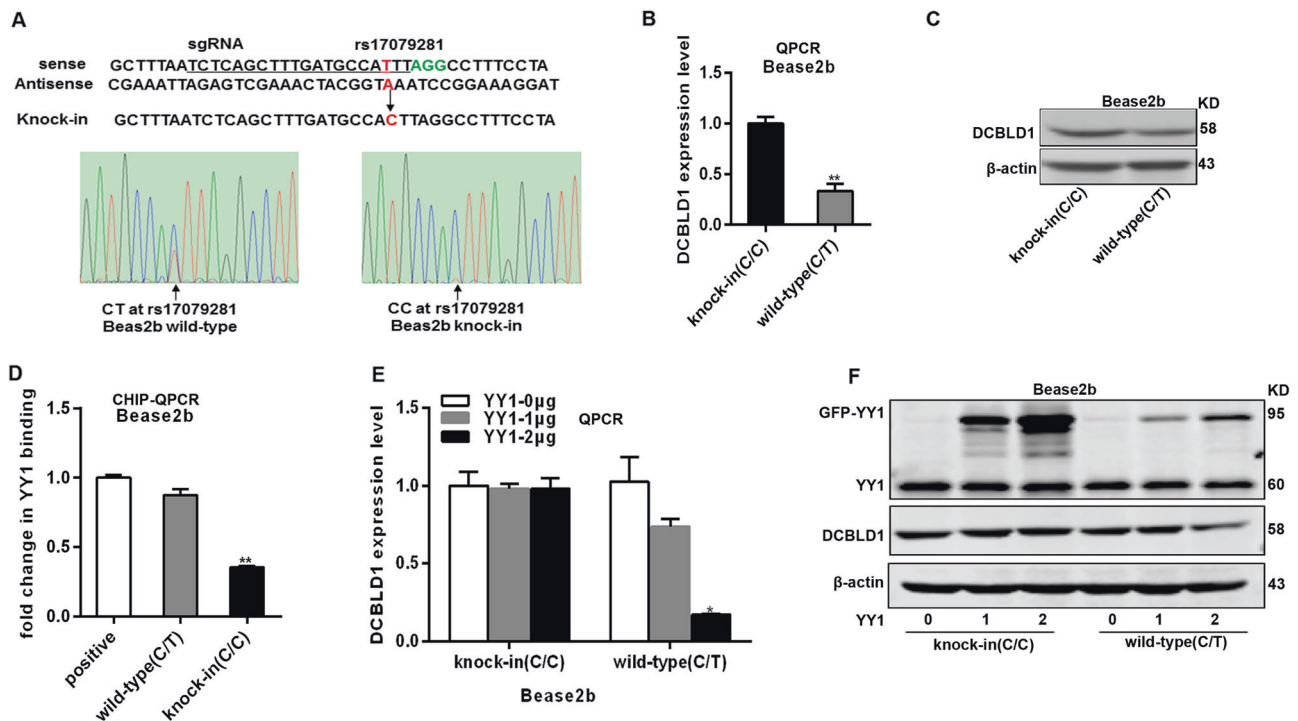 A
sgRNA rs17079281
sense GCTTTAATCTCAGCTTTGATGCCATTTAGGCCTTTCCTA
Antisense CGAAATTAGAGTCGAAACTACGGTAAATCCGGAAAGGAT
Knock-in GCTTTAATCTCAGCTTTGATGCCACTTAGGCCTTTCCTA
CT at rs17079281
Beas2b wild-type
CC at rs17079281
Beas2b knock-in
B
QPCR
Bease2b
DCBLD1 expression level
1.5
1.0
0.5
0.0
**
knock-in(C/C)
wild-type(C/T)
C
Bease2b KD
DCBLD1 58
β-actin 43
knock-in(C/C)
wild-type(C/T)
D
CHIP-QPCR
Bease2b
fold change in YY1 binding
1.5
1.0
0.5
0.0
**
positive
wild-type(C/T)
knock-in(C/C)
E
YY1-0μg
YY1-1μg
YY1-2μg
QPCR
DCBLD1 expression level
1.5
1.0
0.5
0.0
*
knock-in(C/C) wild-type(C/T)
Bease2b
F
Bease2b KD
GFP-YY1 95
YY1 60
DCBLD1 58
β-actin 43
YY1 0 1 2 0 1 2
knock-in(C/C) wild-type(C/T)